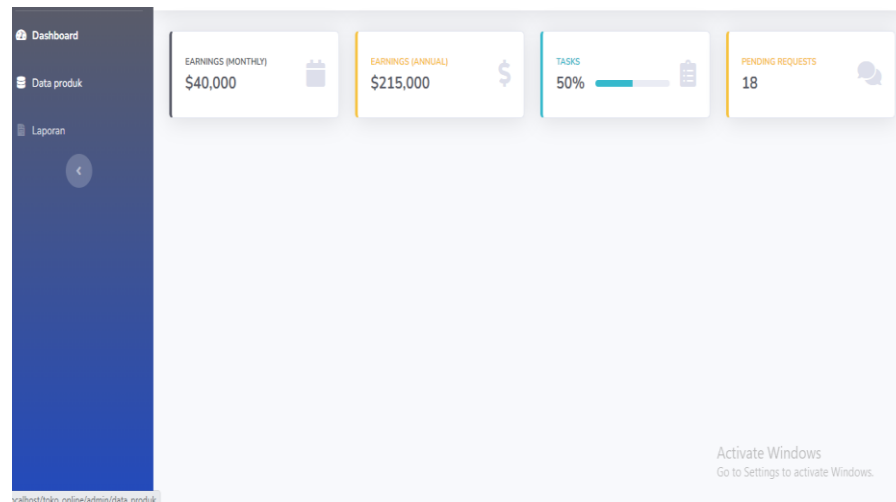 Dashboard
Data produk
Laporan
EARNINGS (MONTHLY)
$40,000
EARNINGS (ANNUAL)
$215,000
TASKS
50%
PENDING REQUESTS
18
Activate Windows
Go to Settings to activate Windows.
ocalhost/toko_online/admin/data_produk